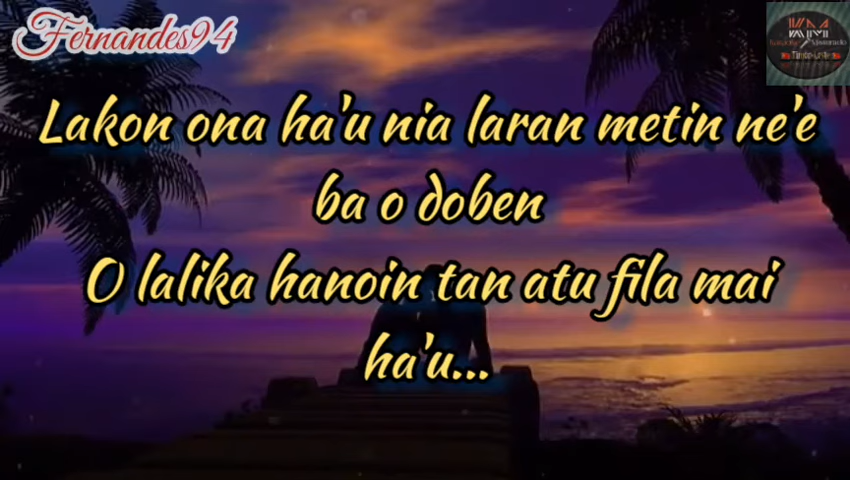 Fernandes94
Lakon ona ha'u nia laran metin ne'e
ba o doben
O lalika hanoin tan atu fila mai
ha'u...